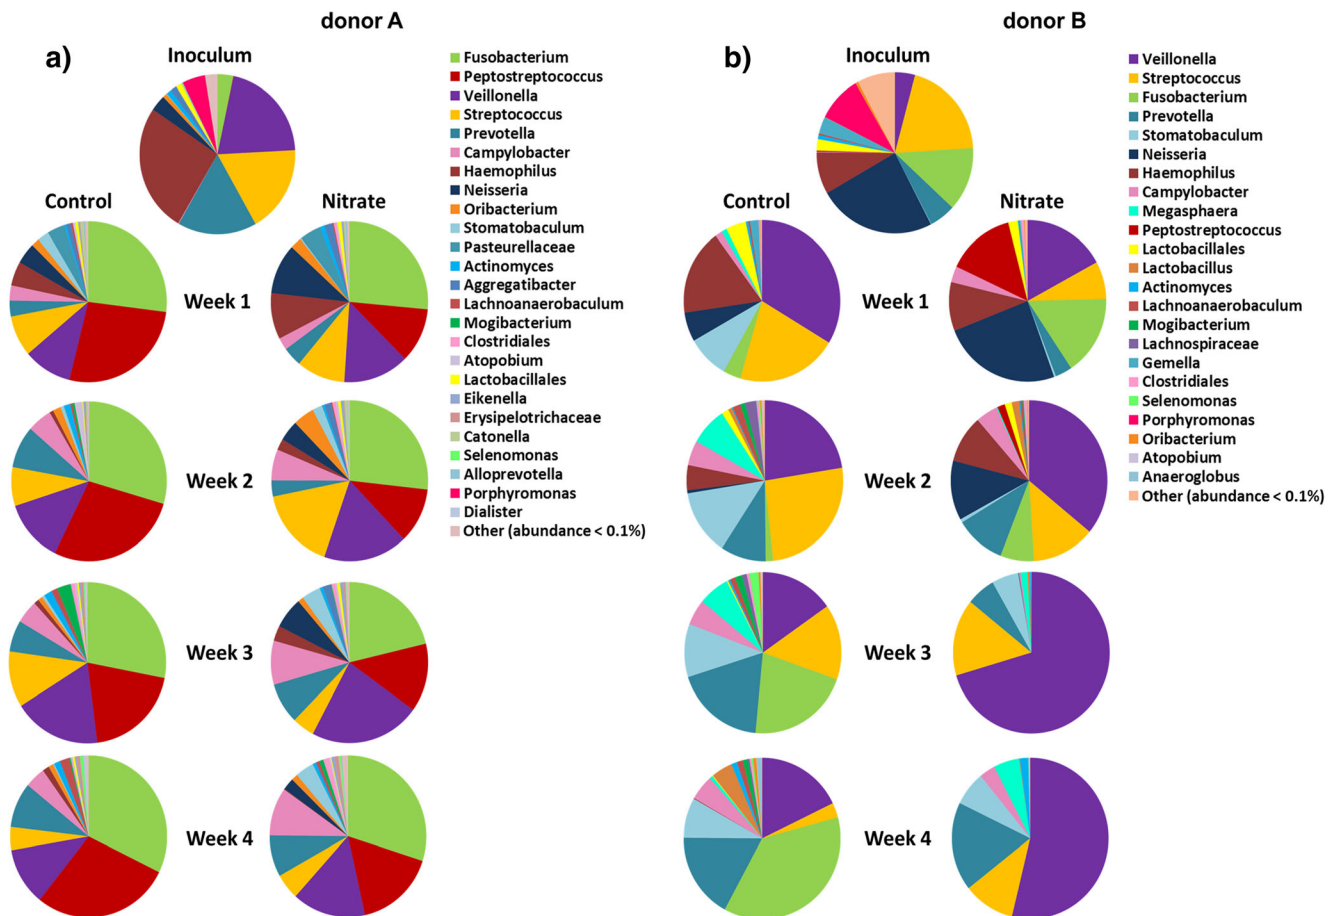 donor A
donor B
a)
Inoculum
Control
Nitrate
Week 1
Week 2
Week 3
Week 4
Fusobacterium
Peptostreptococcus
Veillonella
Streptococcus
Prevotella
Campylobacter
Haemophilus
Neisseria
Oribacterium
Stomatobaculum
Pasteurellaceae
Actinomyces
Aggregatibacter
Lachnoanaerobaculum
Mogibacterium
Clostridiales
Atopobium
Lactobacillales
Eikenella
Erysipelotrichaceae
Catonella
Selenomonas
Alloprevotella
Porphyromonas
Dialister
Other (abundance < 0.1%)
b)
Inoculum
Control
Nitrate
Week 1
Week 2
Week 3
Week 4
Veillonella
Streptococcus
Fusobacterium
Prevotella
Stomatobaculum
Neisseria
Haemophilus
Campylobacter
Megasphaera
Peptostreptococcus
Lactobacillales
Lactobacillus
Actinomyces
Lachnoanaerobaculum
Mogibacterium
Lachnospiraceae
Gemella
Clostridiales
Selenomonas
Porphyromonas
Oribacterium
Atopobium
Anaeroglobus
Other (abundance < 0.1%)